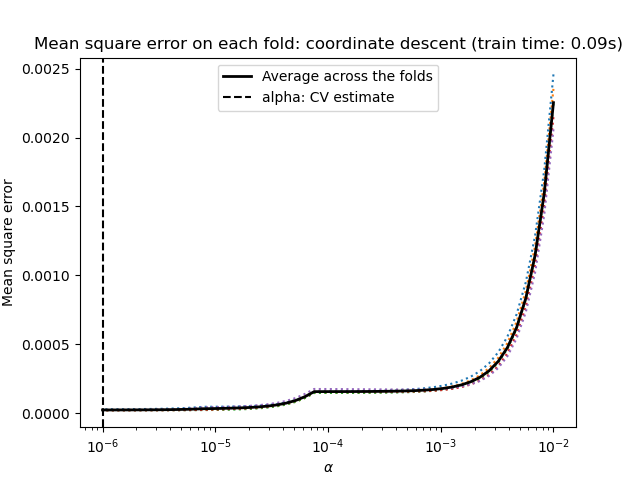 Mean square error on each fold: coordinate descent (train time: 0.09s)
Average across the folds
alpha: CV estimate
Mean square error
0.0025
0.0020
0.0015
0.0010
0.0005
0.0000
10⁻⁶
10⁻⁵
10⁻⁴
10⁻³
10⁻²
α